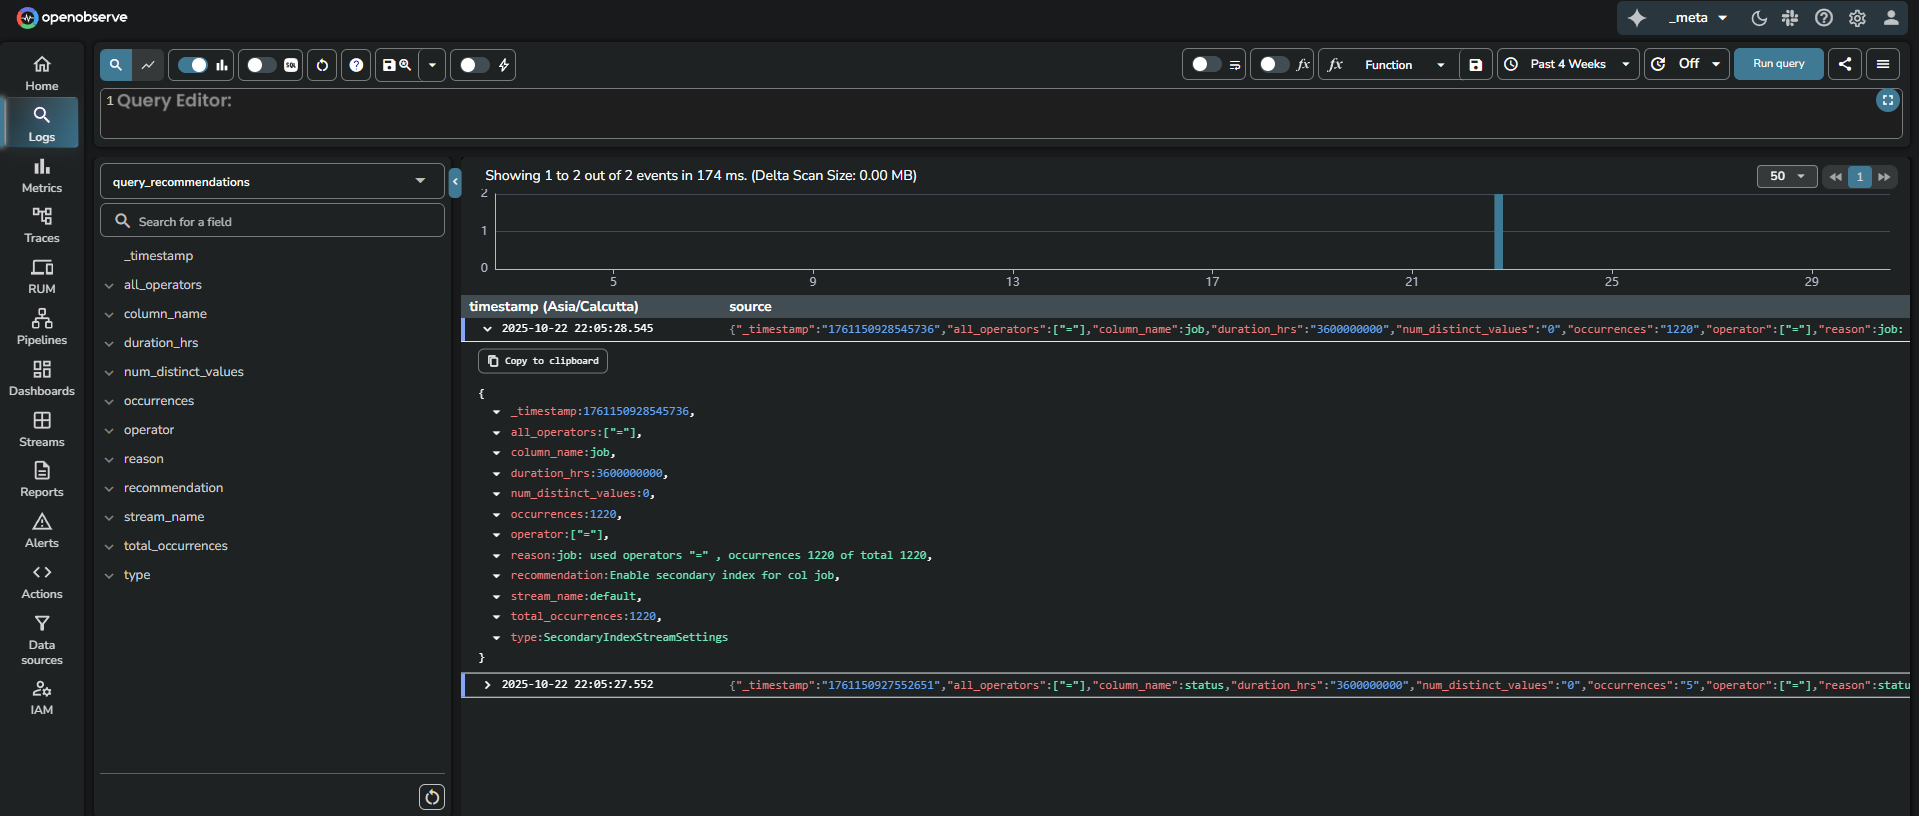 openobserve
_meta
Home
Logs
Metrics
Traces
RUM
Pipelines
Dashboards
Streams
Reports
Alerts
Actions
Data
sources
IAM
SQL
fx
fx
Function
Past 4 Weeks
Off
Run query
1
Query Editor:
query_recommendations
Search for a field
_timestamp
all_operators
column_name
duration_hrs
num_distinct_values
occurrences
operator
reason
recommendation
stream_name
total_occurrences
type
Showing 1 to 2 out of 2 events in 174 ms. (Delta Scan Size: 0.00 MB)
50
1
2
1
0
5 9 13 17 21 25 29
timestamp (Asia/Calcutta) source
2025-10-22 22:05:28.545 {"_timestamp":"1761150928545736","all_operators":["="],"column_name":job,"duration_hrs":"3600000000","num_distinct_values":"0","occurrences":"1220","operator":["="],"reason":job:
Copy to clipboard
{
_timestamp:1761150928545736,
all_operators:["="],
column_name:job,
duration_hrs:3600000000,
num_distinct_values:0,
occurrences:1220,
operator:["="],
reason:job: used operators "=" , occurrences 1220 of total 1220,
recommendation:Enable secondary index for col job,
stream_name:default,
total_occurrences:1220,
type:SecondaryIndexStreamSettings
}
2025-10-22 22:05:27.552 {"_timestamp":"1761150927552651","all_operators":["="],"column_name":status,"duration_hrs":"3600000000","num_distinct_values":"0","occurrences":"5","operator":["="],"reason":statu